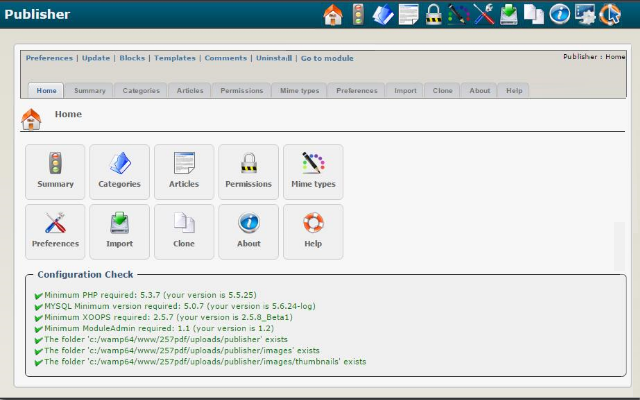 Publisher
Preferences | Update | Blocks | Templates | Comments | Uninstall | Go to module
Publisher : Home
Home Summary Categories Articles Permissions Mime types Preferences Import Clone About Help
Home
Summary Categories Articles Permissions Mime types
Preferences Import Clone About Help
Configuration Check
Minimum PHP required: 5.3.7 (your version is 5.5.25)
MYSQL Minimum version required: 5.0.7 (your version is 5.6.24-log)
Minimum XOOPS required: 2.5.7 (your version is 2.5.8_Beta1)
Minimum ModuleAdmin required: 1.1 (your version is 1.2)
The folder 'c:/wamp64/www/257pdf/uploads/publisher' exists
The folder 'c:/wamp64/www/257pdf/uploads/publisher/images' exists
The folder 'c:/wamp64/www/257pdf/uploads/publisher/images/thumbnails' exists